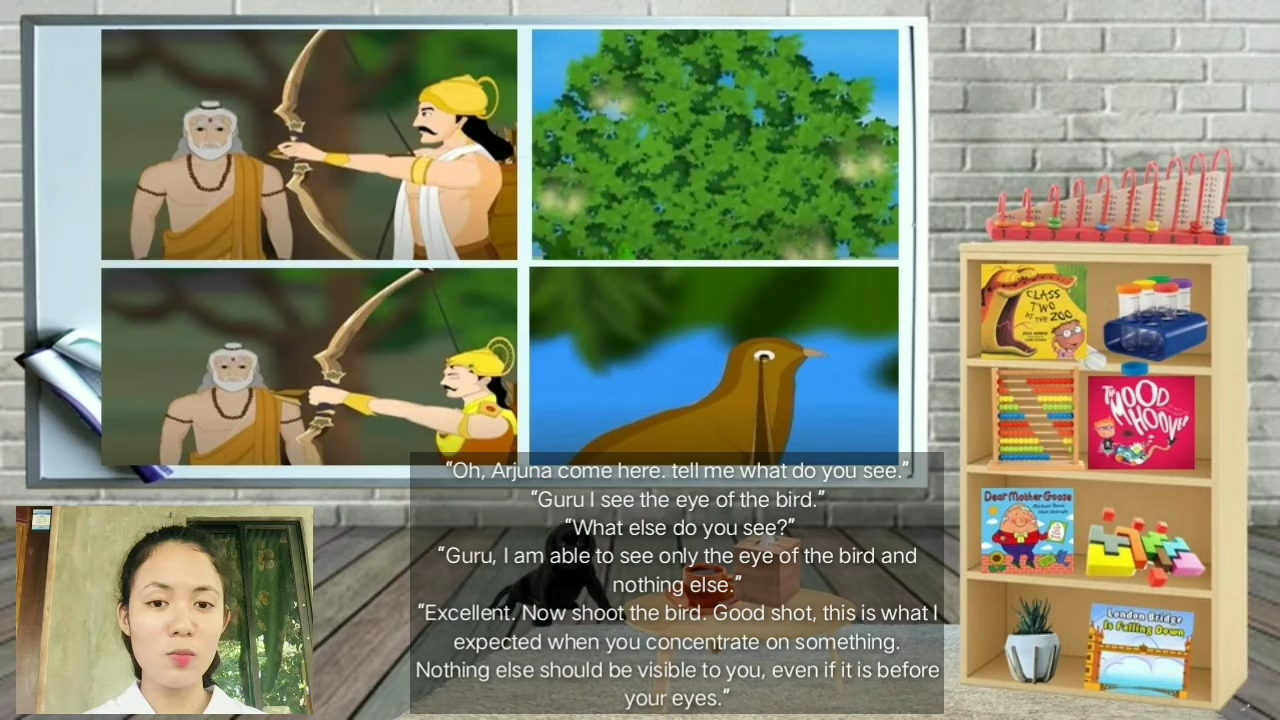 “Oh, Arjuna come here. tell me what do you see.”
“Guru I see the eye of the bird.”
“What else do you see?”
“Guru, I am able to see only the eye of the bird and
nothing else.”
“Excellent. Now shoot the bird. Good shot, this is what I
expected when you concentrate on something.
Nothing else should be visible to you, even if it is before
your eyes.”
CLASS
TWO
AT THE ZOO
The
MOOD
HOOVER
Dear Mother Goose
London Bridge
Is Falling Down